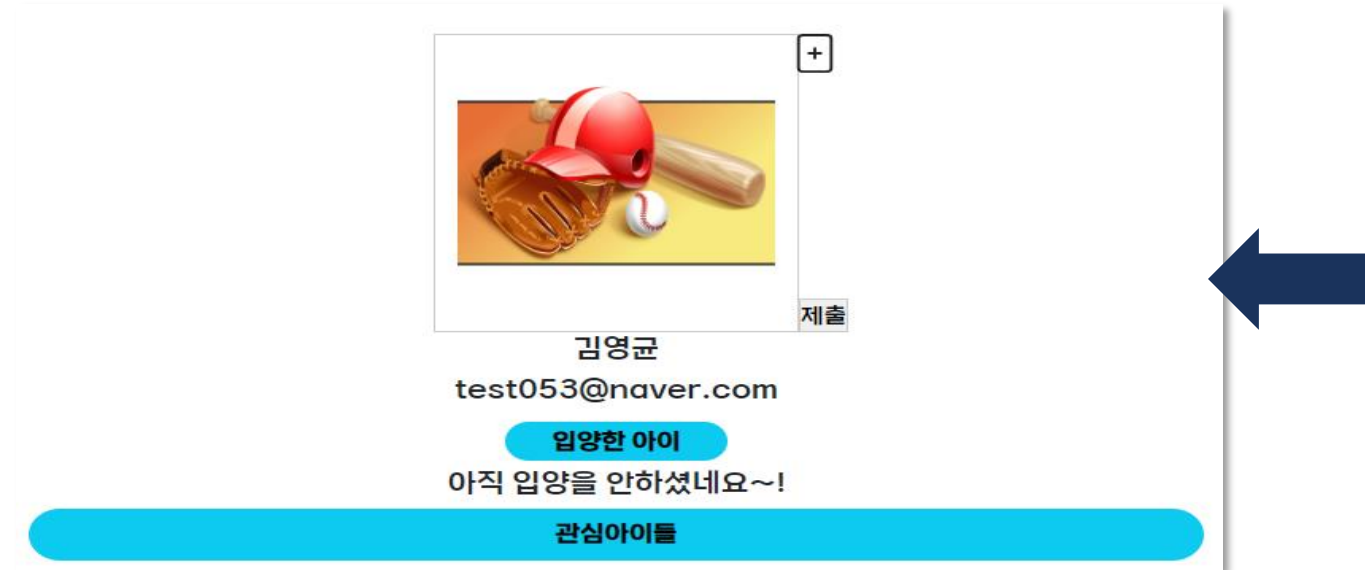 +
제출
김영균
test053@naver.com
입양한 아이
아직 입양을 안하셨네요~!
관심아이들